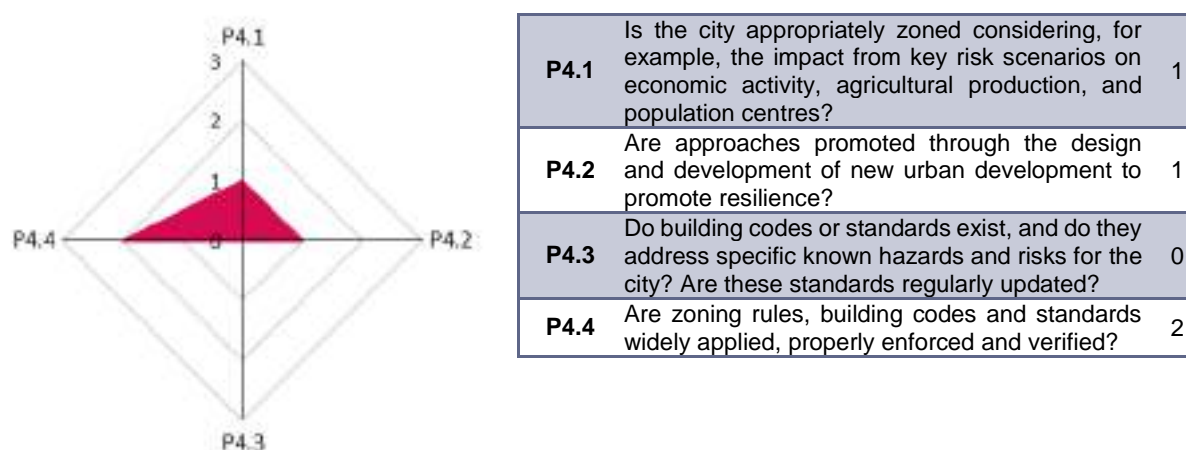 P4.1
3
2
1
0
P4.4
P4.2
P4.3
Is the city appropriately zoned considering, for
example, the impact from key risk scenarios on
P4.1 1
economic activity, agricultural production, and
population centres?
Are approaches promoted through the design
P4.2 and development of new urban development to 1
promote resilience?
Do building codes or standards exist, and do they
P4.3 address specific known hazards and risks for the 0
city? Are these standards regularly updated?
Are zoning rules, building codes and standards
P4.4 2
widely applied, properly enforced and verified?